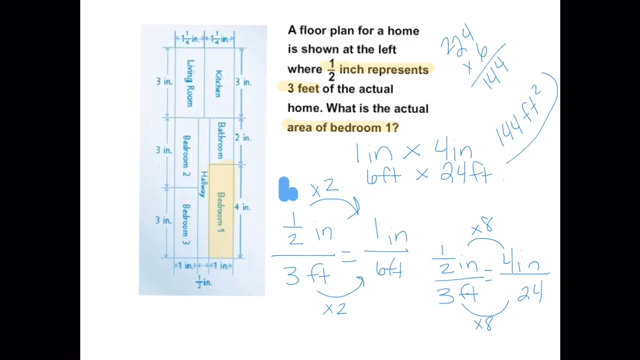 A floor plan for a home
is shown at the left
where 1/2 inch represents
3 feet of the actual
home. What is the actual
area of bedroom 1?
1 1/4 in. 1 1/4 in.
3 in.
Living Room
Kitchen
3 in.
Bathroom
2 in.
3 in.
Bedroom 2
Hallway
Bedroom 1
4 in.
3 in.
Bedroom 3
1 in.
1/2 in.
1 in.
224
× 6
144
144 ft²
1 in × 4 in
6 ft × 24 ft.
×2
1/2 in / 3 ft = 1 in / 6 ft
×2
×8
1/2 in / 3 ft = 4 in / 24
×8